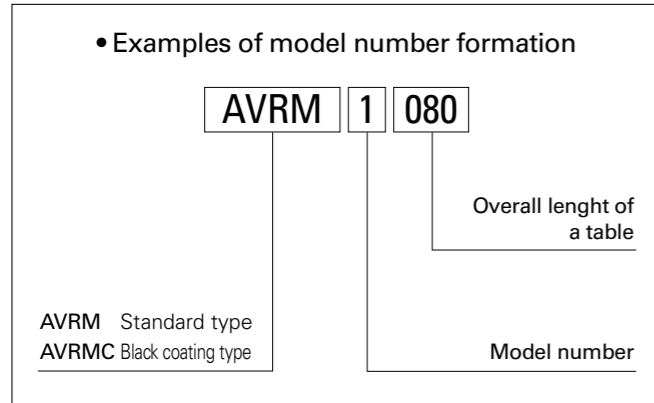 • Examples of model number formation
AVRM 1 080
Overall lenght of
a table
AVRM Standard type
AVRMC Black coating type
Model number